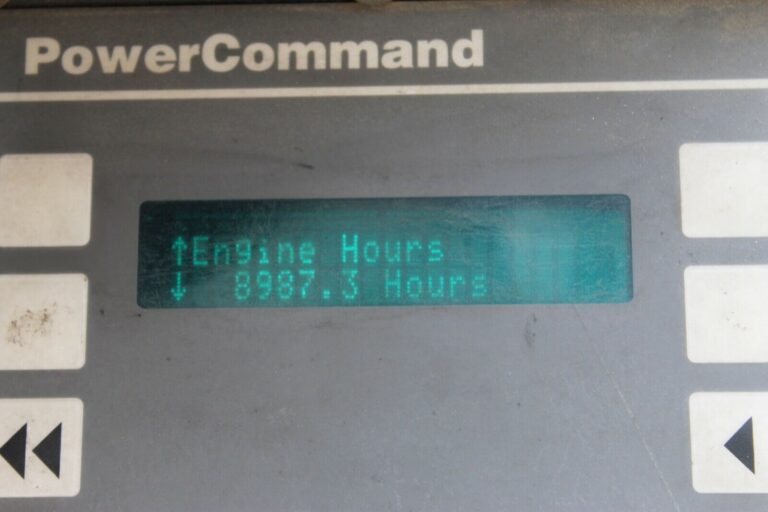 PowerCommand
↑Engine Hours
↓ 8987.3 Hours